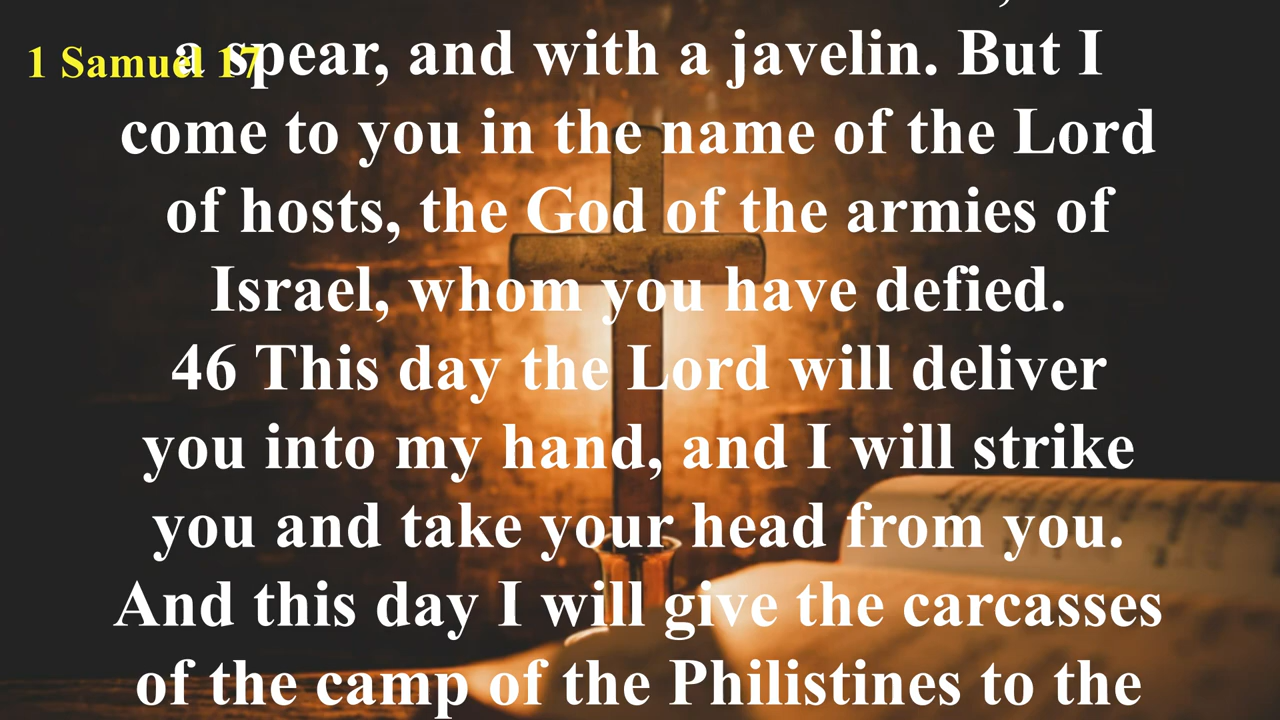 1 Samuel 17
a spear, and with a javelin. But I
come to you in the name of the Lord
of hosts, the God of the armies of
Israel, whom you have defied.
46 This day the Lord will deliver
you into my hand, and I will strike
you and take your head from you.
And this day I will give the carcasses
of the camp of the Philistines to the